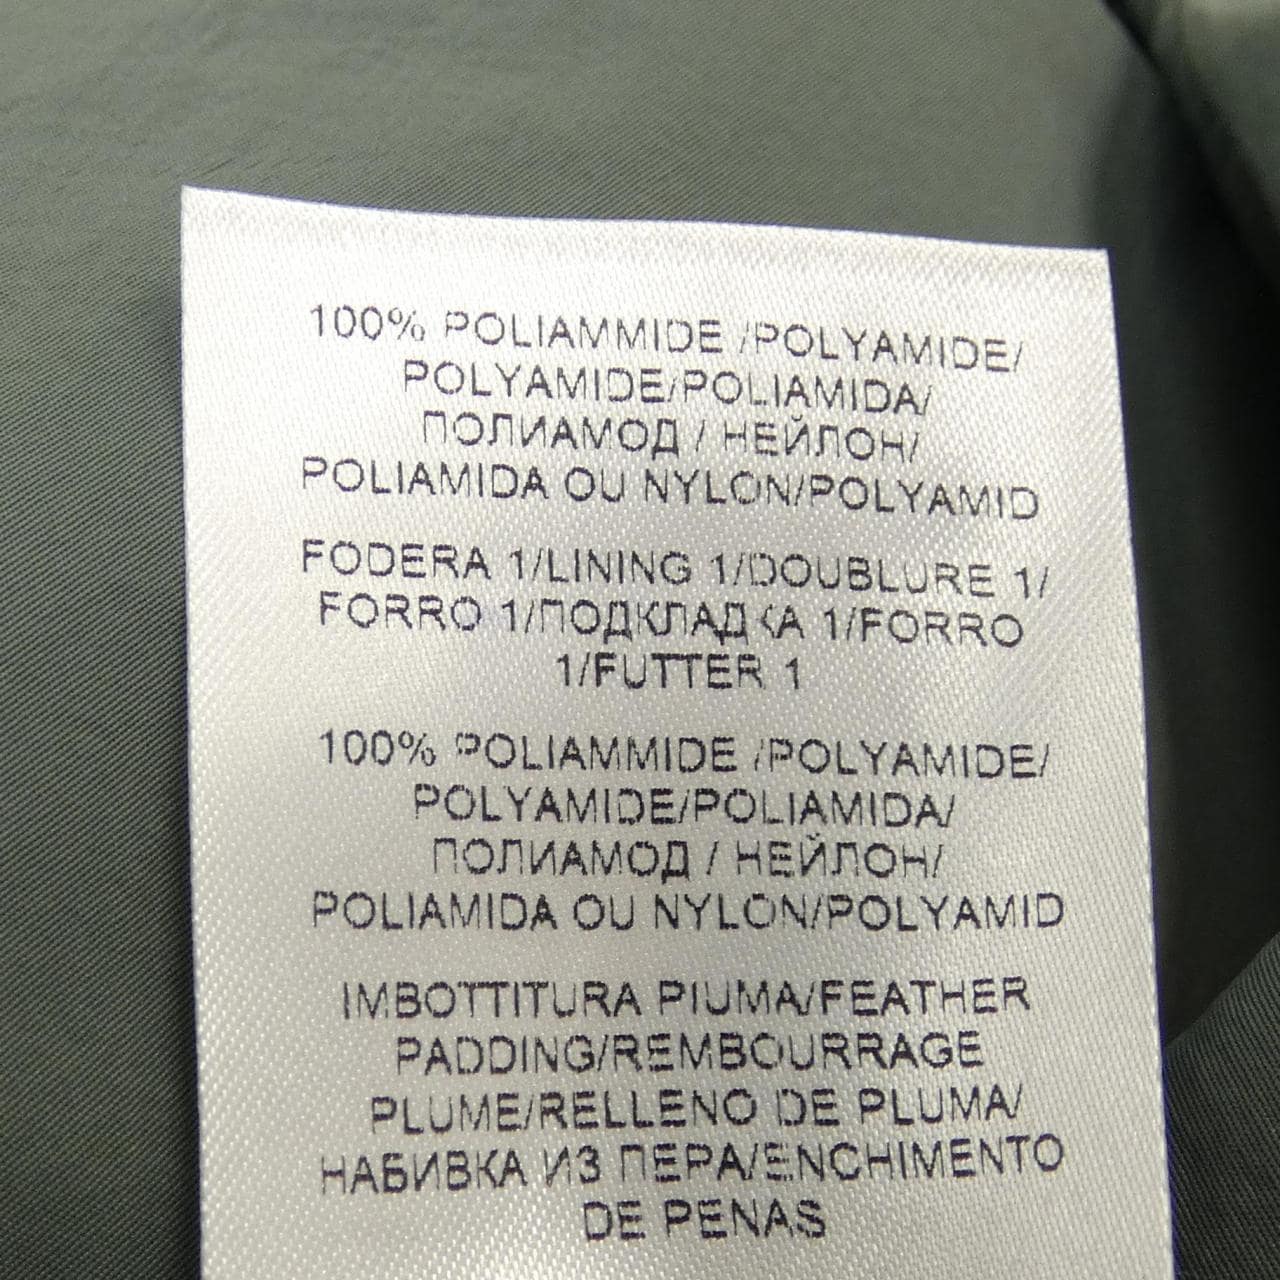 100% POLIAMMIDE /POLYAMIDE/
POLYAMIDE/POLIAMIDA/
ПОЛИАМОД / НЕЙЛОН/
POLIAMIDA OU NYLON/POLYAMID
FODERA 1/LINING 1/DOUBLURE 1/
FORRO 1/ПОДКЛАДКА 1/FORRO
1/FUTTER 1
100% POLIAMMIDE /POLYAMIDE/
POLYAMIDE/POLIAMIDA/
ПОЛИАМОД / НЕЙЛОН/
POLIAMIDA OU NYLON/POLYAMID
IMBOTTITURA PIUMA/FEATHER
PADDING/REMBOURRAGE
PLUME/RELLENO DE PLUMA/
НАБИВКА ИЗ ПЕРА/ENCHIMENTO
DE PENAS